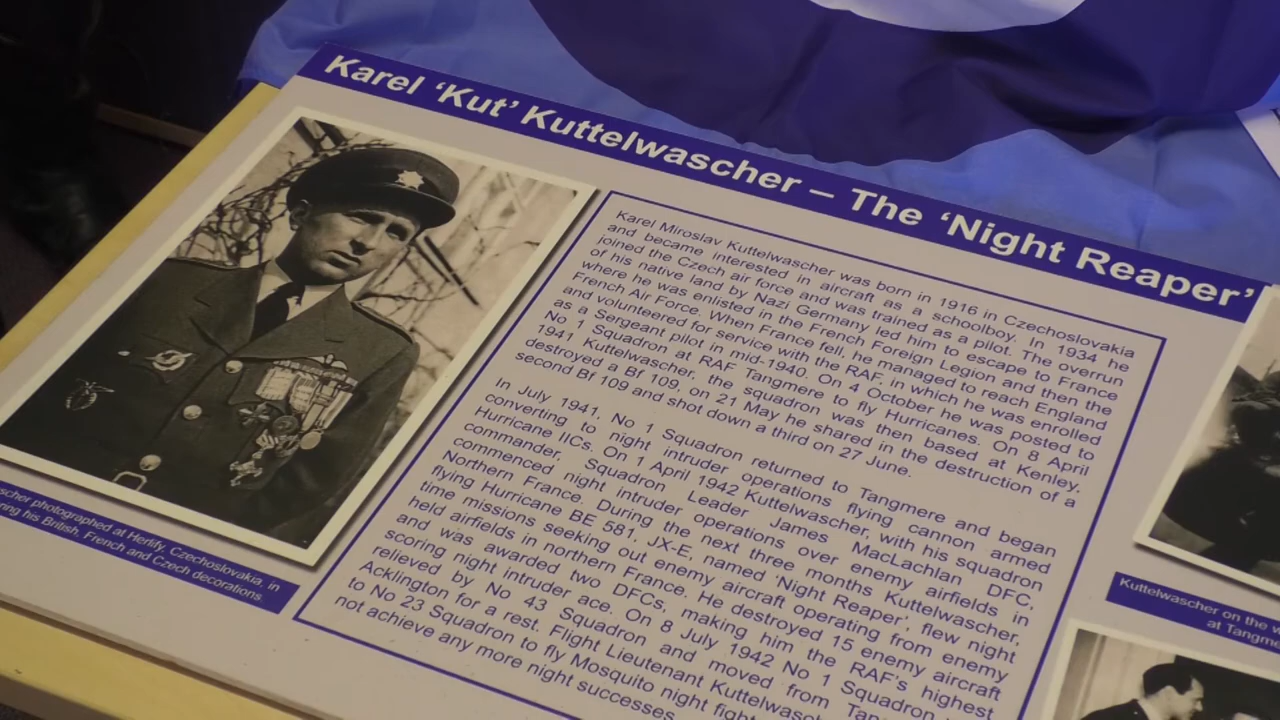 Karel ‘Kut’ Kuttelwascher – The ‘Night Reaper’
Karel Miroslav Kuttelwascher was born in 1916 in Czechoslovakia
and became interested in aircraft as a schoolboy. In 1934 he
joined the Czech air force and was trained as a pilot. The overrun
of his native land by Nazi Germany led him to escape to France
where he was enlisted in the French Foreign Legion and then the
French Air Force. When France fell, he managed to reach England
and volunteered for service with the RAF, in which he was enrolled
as a Sergeant pilot in mid-1940. On 4 October he was posted to
No 1 Squadron at RAF Tangmere to fly Hurricanes. On 8 April
1941 Kuttelwascher, the squadron was then based at Kenley,
destroyed a Bf 109, on 21 May he shared in the destruction of a
second Bf 109 and shot down a third on 27 June.
In July 1941, No 1 Squadron returned to Tangmere and began
converting to night intruder operations flying cannon armed
Hurricane IICs. On 1 April 1942 Kuttelwascher, with his squadron
commander, Squadron Leader James MacLachlan DFC,
commenced night intruder operations over enemy airfields in
Northern France. During the next three months Kuttelwascher,
flying Hurricane BE 581, JX-E, named ‘Night Reaper’, flew night
time missions seeking out enemy aircraft operating from enemy
held airfields in northern France. He destroyed 15 enemy aircraft
and was awarded two DFCs, making him the RAF’s highest
scoring night intruder ace. On 8 July 1942 No 1 Squadron
relieved by No 43 Squadron and moved from
Acklington for a rest. Flight Lieutenant
to No 23 Squadron to fly Mosquito night
not achieve any more night successes.
photographed at Herlify, Czechoslovakia, in
his British, French and Czech decorations.
Kuttelwascher on the
at